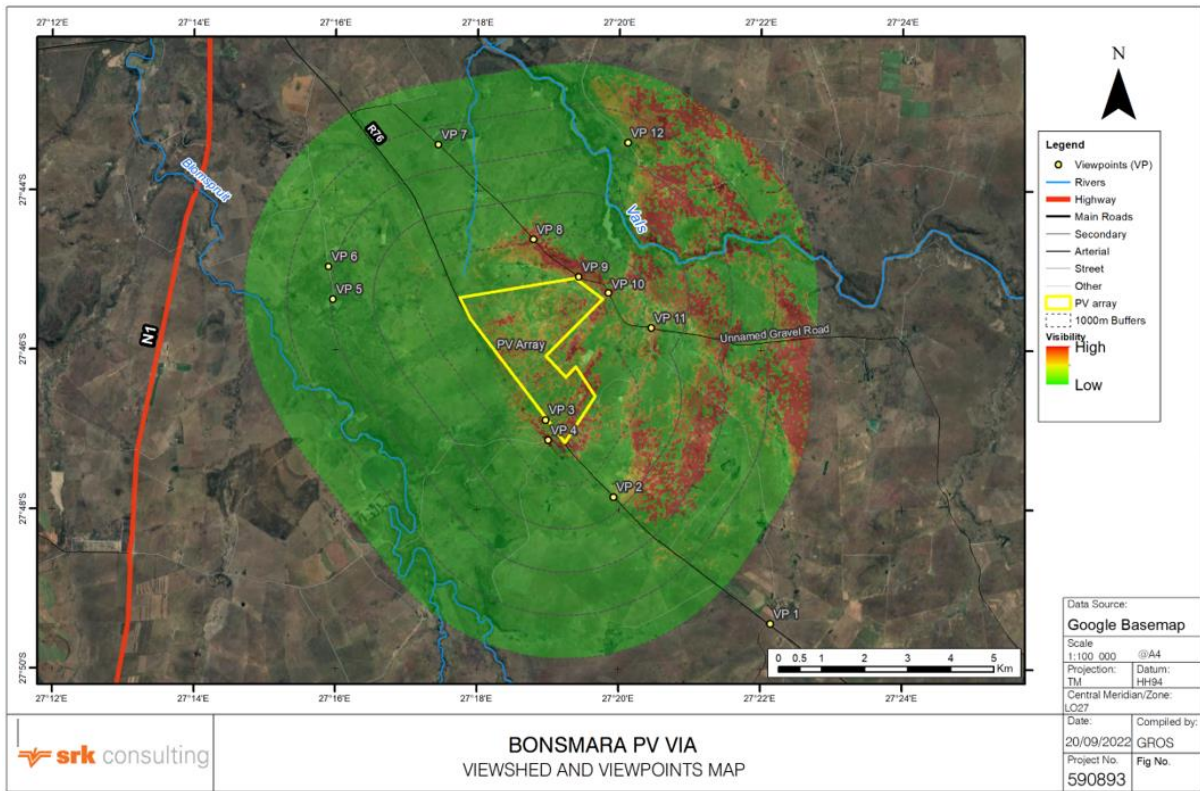 27°12'E 27°14'E 27°16'E 27°18'E 27°20'E 27°22'E 27°24'E
27°44'S
27°46'S
27°48'S
27°50'S
N
R76
VP 7
VP 12
Blomspruit
Vals
VP 8
VP 6
VP 9
VP 5
VP 10
VP 11
N1
PV Array
Unnamed Gravel Road
VP 3
VP 4
VP 2
VP 1
0 0.5 1 2 3 4 5
Km
27°12'E 27°14'E 27°16'E 27°18'E 27°20'E 27°22'E 27°24'E
Legend
Viewpoints (VP)
Rivers
Highway
Main Roads
Secondary
Arterial
Street
Other
PV array
1000m Buffers
Visibility
High
Low
Data Source:
Google Basemap
Scale
1:100 000 @A4
Projection: Datum:
TM HH94
Central Meridian/Zone:
LO27
Date: Compiled by:
20/09/2022 GROS
Project No. Fig No.
590893
srk consulting
BONSMARA PV VIA
VIEWSHED AND VIEWPOINTS MAP